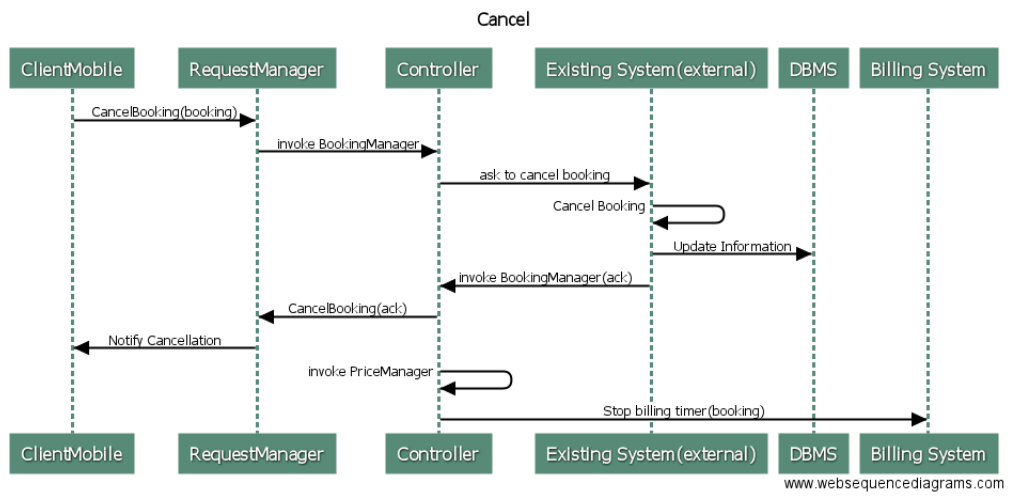 Cancel
ClientMobile RequestManager Controller Existing System(external) DBMS Billing System
CancelBooking(booking)
invoke BookingManager
ask to cancel booking
Cancel Booking
Update Information
invoke BookingManager(ack)
CancelBooking(ack)
Notify Cancellation
invoke PriceManager
Stop billing timer(booking)
ClientMobile RequestManager Controller Existing System(external) DBMS Billing System
www.websequencediagrams.com